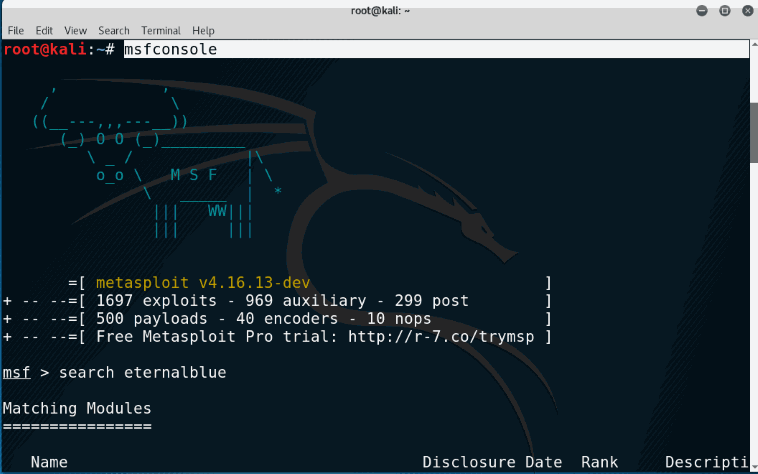 root@kali: ~
File Edit View Search Terminal Help
root@kali:~# msfconsole
      ,           ,
     /             \
   ((__---,,,---__))
      (_) O O (_)_________
         \ _ /            |\
          o_o \   M S F   | \
               \   _____  |  *
                |||   WW|||
                |||     |||
=[ metasploit v4.16.13-dev ]
+ -- --=[ 1697 exploits - 969 auxiliary - 299 post ]
+ -- --=[ 500 payloads - 40 encoders - 10 nops ]
+ -- --=[ Free Metasploit Pro trial: http://r-7.co/trymsp ]
msf > search eternalblue
Matching Modules
================
Name Disclosure Date Rank Descripti